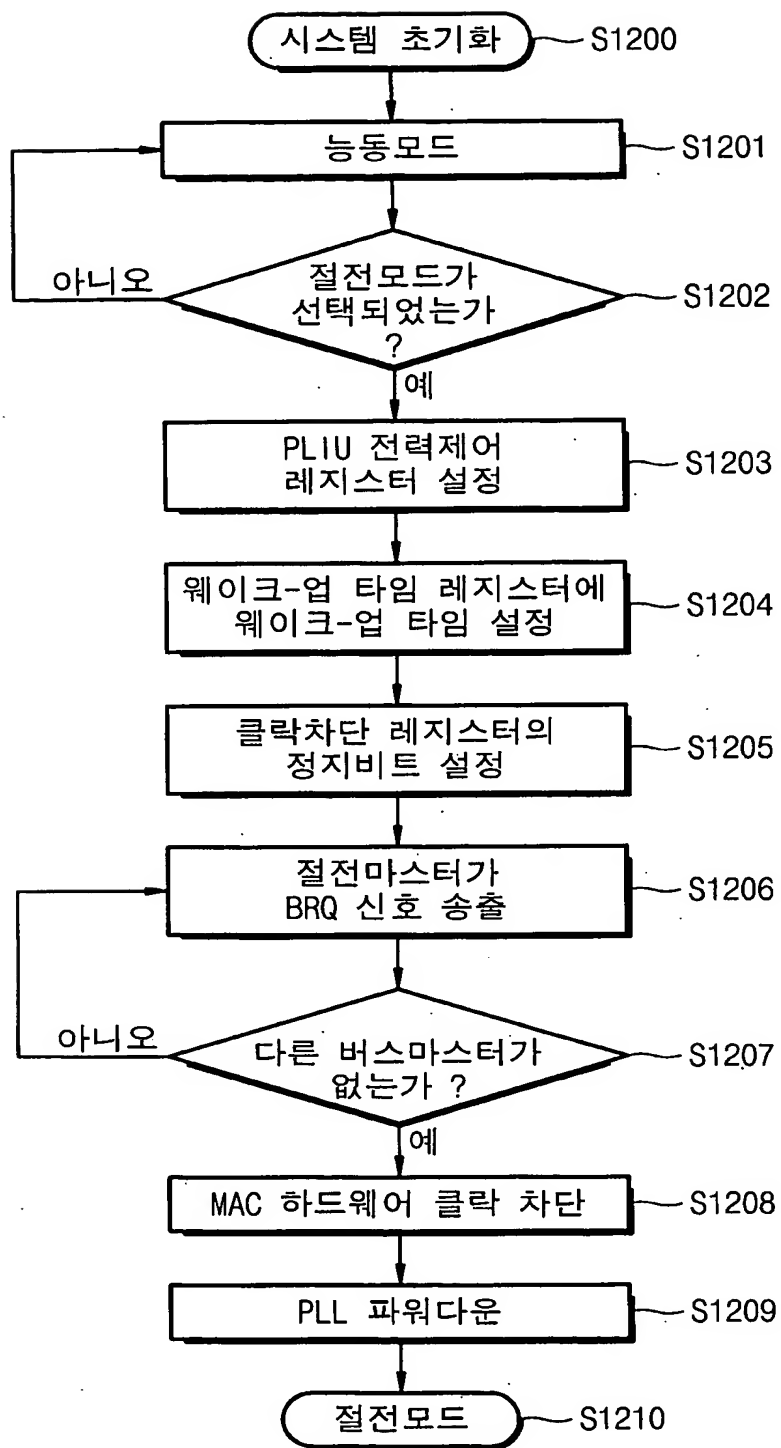 시스템 초기화 S1200
능동모드 S1201
아니오
절전모드가
선택되었는가
?
S1202
예
PLIU 전력제어
레지스터 설정
S1203
웨이크-업 타임 레지스터에
웨이크-업 타임 설정
S1204
클락차단 레지스터의
정지비트 설정
S1205
절전마스터가
BRQ 신호 송출
S1206
아니오
다른 버스마스터가
없는가 ?
S1207
예
MAC 하드웨어 클락 차단 S1208
PLL 파워다운 S1209
절전모드 S1210